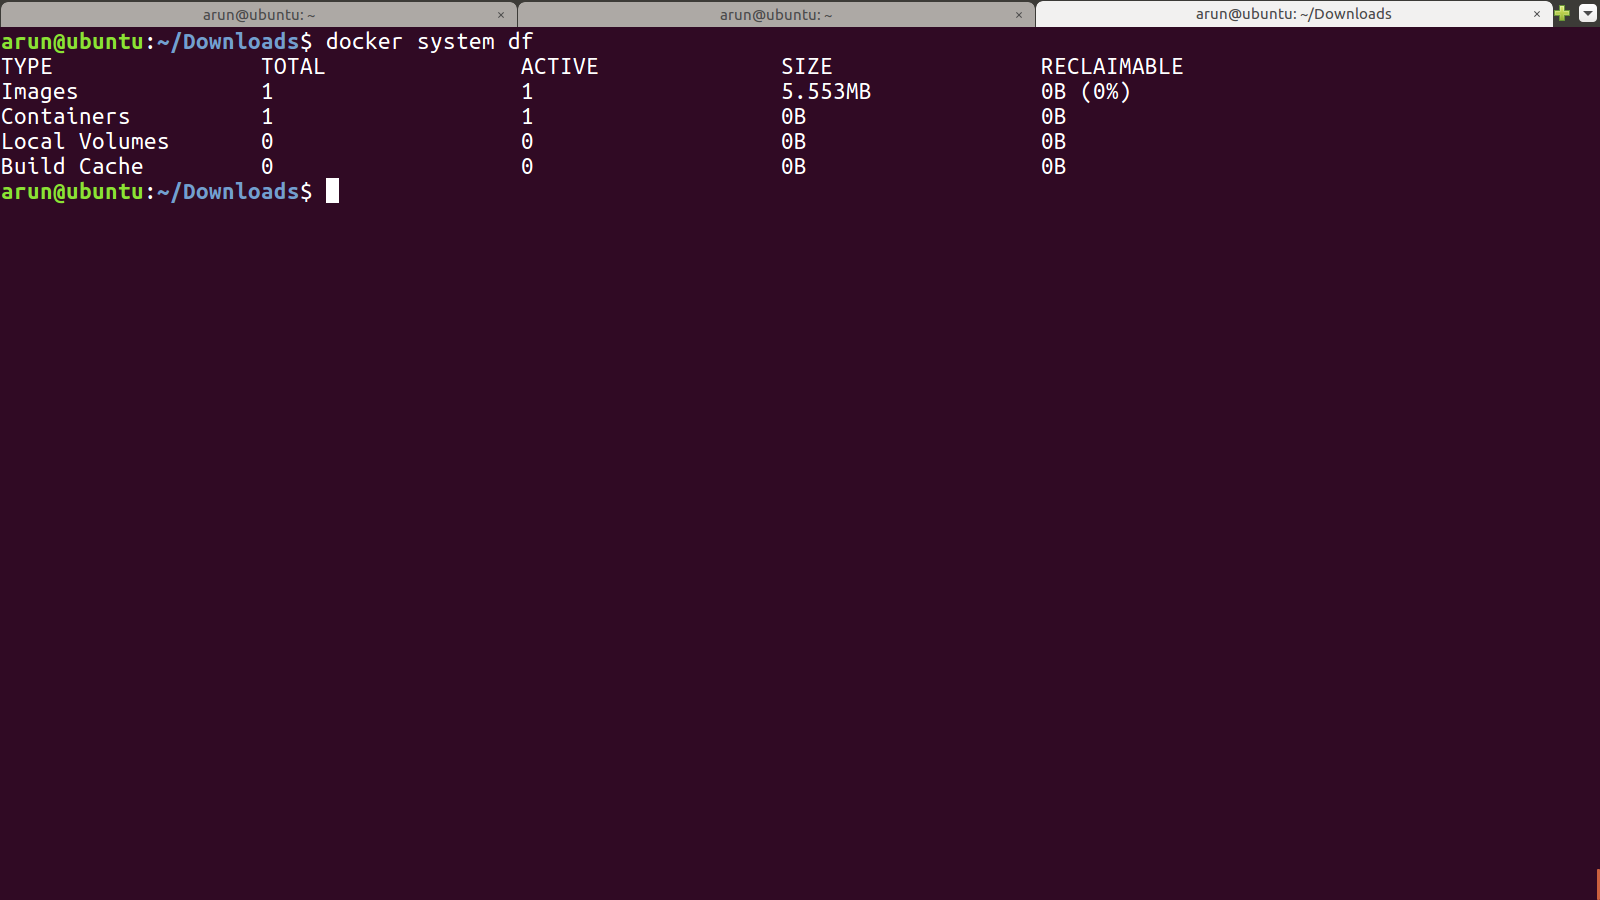 arun@ubuntu: ~ × arun@ubuntu: ~ × arun@ubuntu: ~/Downloads ×
arun@ubuntu:~/Downloads$ docker system df
TYPE TOTAL ACTIVE SIZE RECLAIMABLE
Images 1 1 5.553MB 0B (0%)
Containers 1 1 0B 0B
Local Volumes 0 0 0B 0B
Build Cache 0 0 0B 0B
arun@ubuntu:~/Downloads$